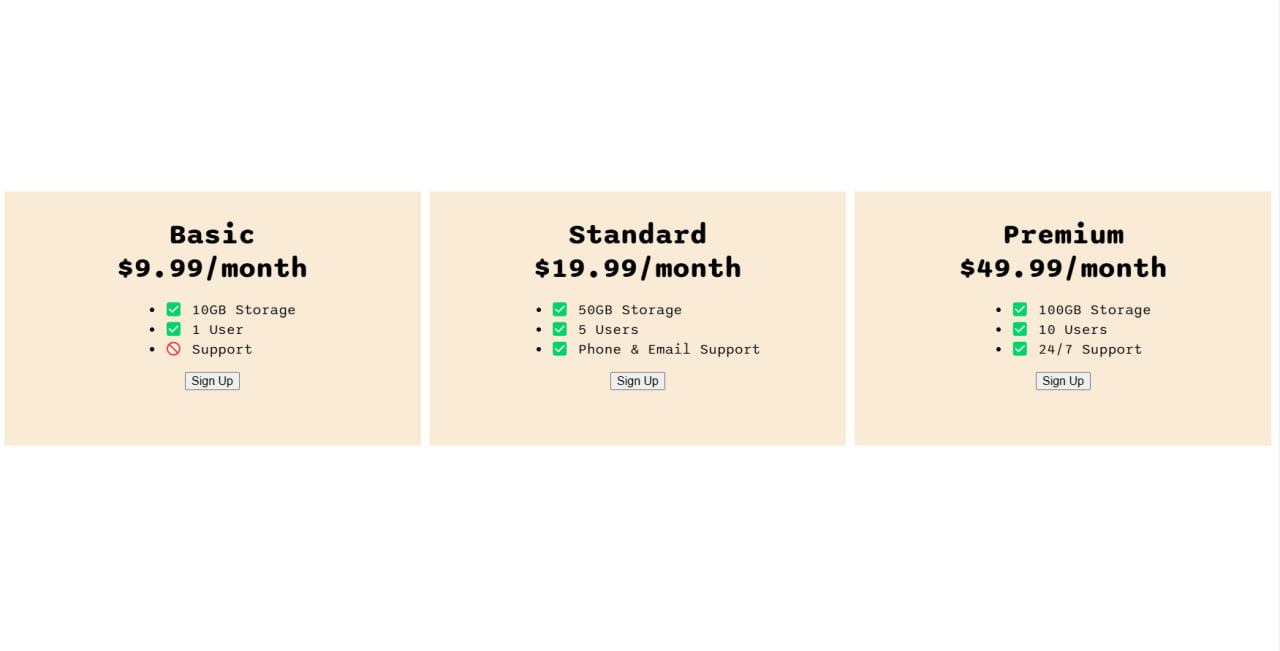 Basic
$9.99/month
• ✅ 10GB Storage
• ✅ 1 User
• 🚫 Support
Sign Up
Standard
$19.99/month
• ✅ 50GB Storage
• ✅ 5 Users
• ✅ Phone & Email Support
Sign Up
Premium
$49.99/month
• ✅ 100GB Storage
• ✅ 10 Users
• ✅ 24/7 Support
Sign Up